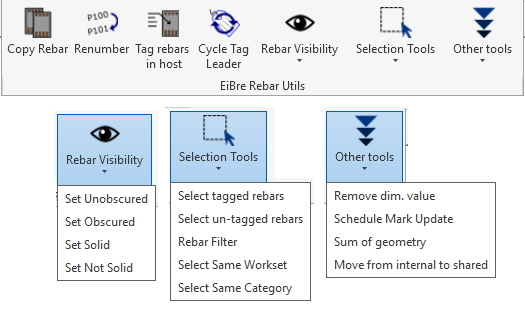 P100
P101
Copy Rebar
Renumber
Tag rebars
in host
Cycle Tag
Leader
Rebar Visibility
Selection Tools
Other tools
EiBre Rebar Utils
Rebar Visibility
Set Unobscured
Set Obscured
Set Solid
Set Not Solid
Selection Tools
Select tagged rebars
Select un-tagged rebars
Rebar Filter
Select Same Workset
Select Same Category
Other tools
Remove dim. value
Schedule Mark Update
Sum of geometry
Move from internal to shared